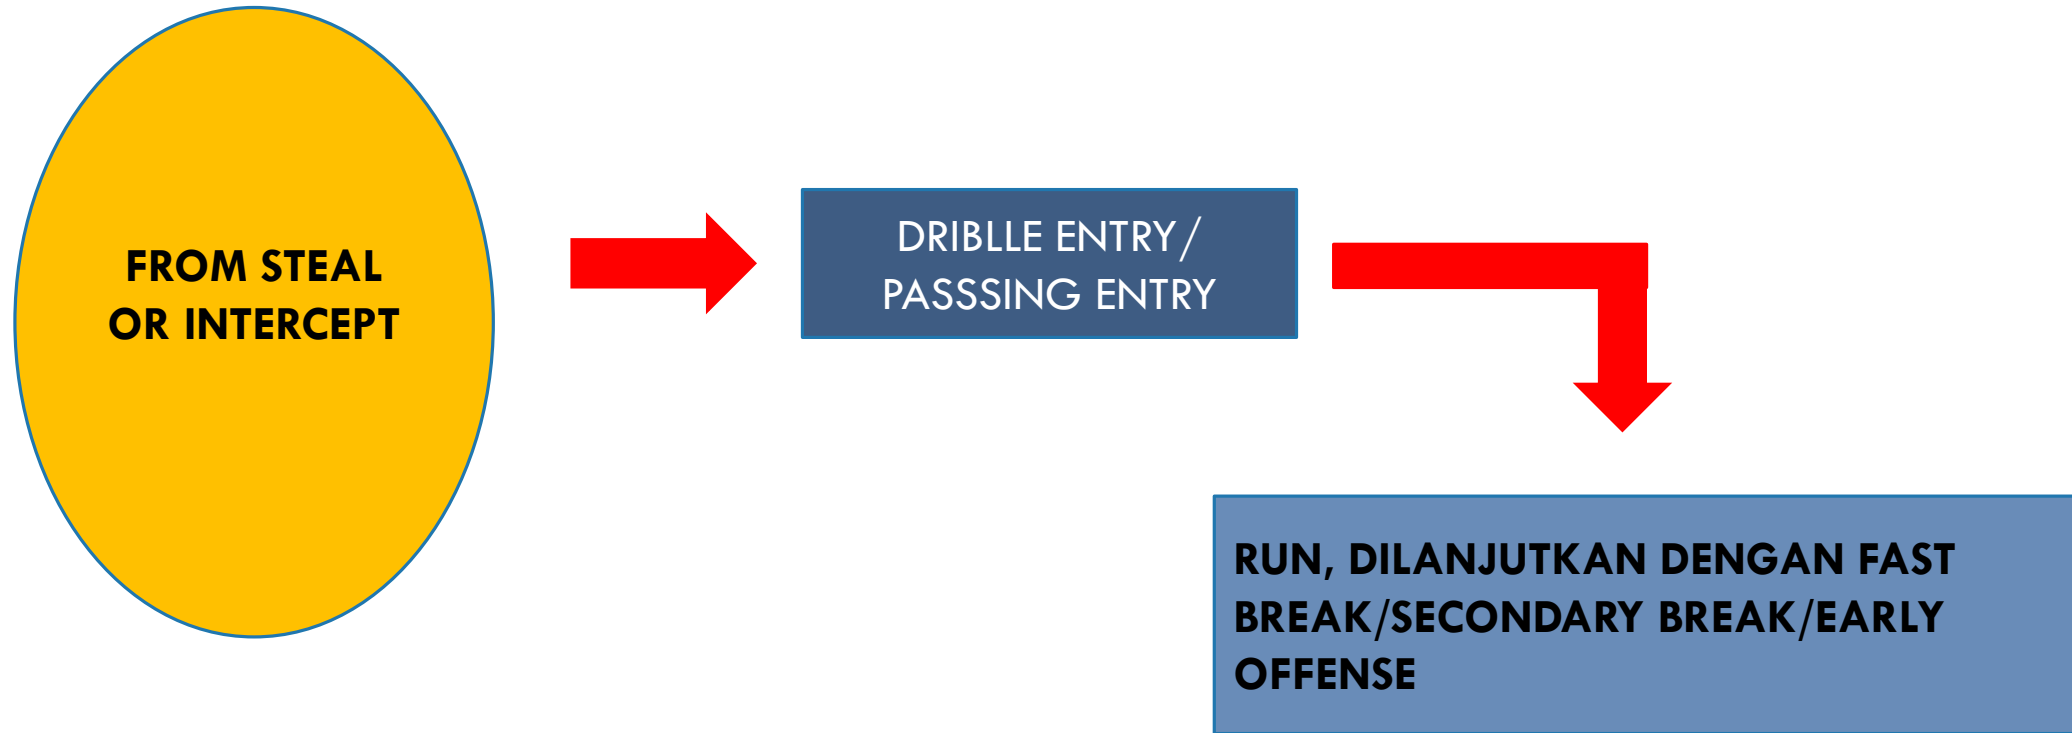 FROM STEAL
OR INTERCEPT
DRIBLLE ENTRY/
PASSSING ENTRY
RUN, DILANJUTKAN DENGAN FAST
BREAK/SECONDARY BREAK/EARLY
OFFENSE